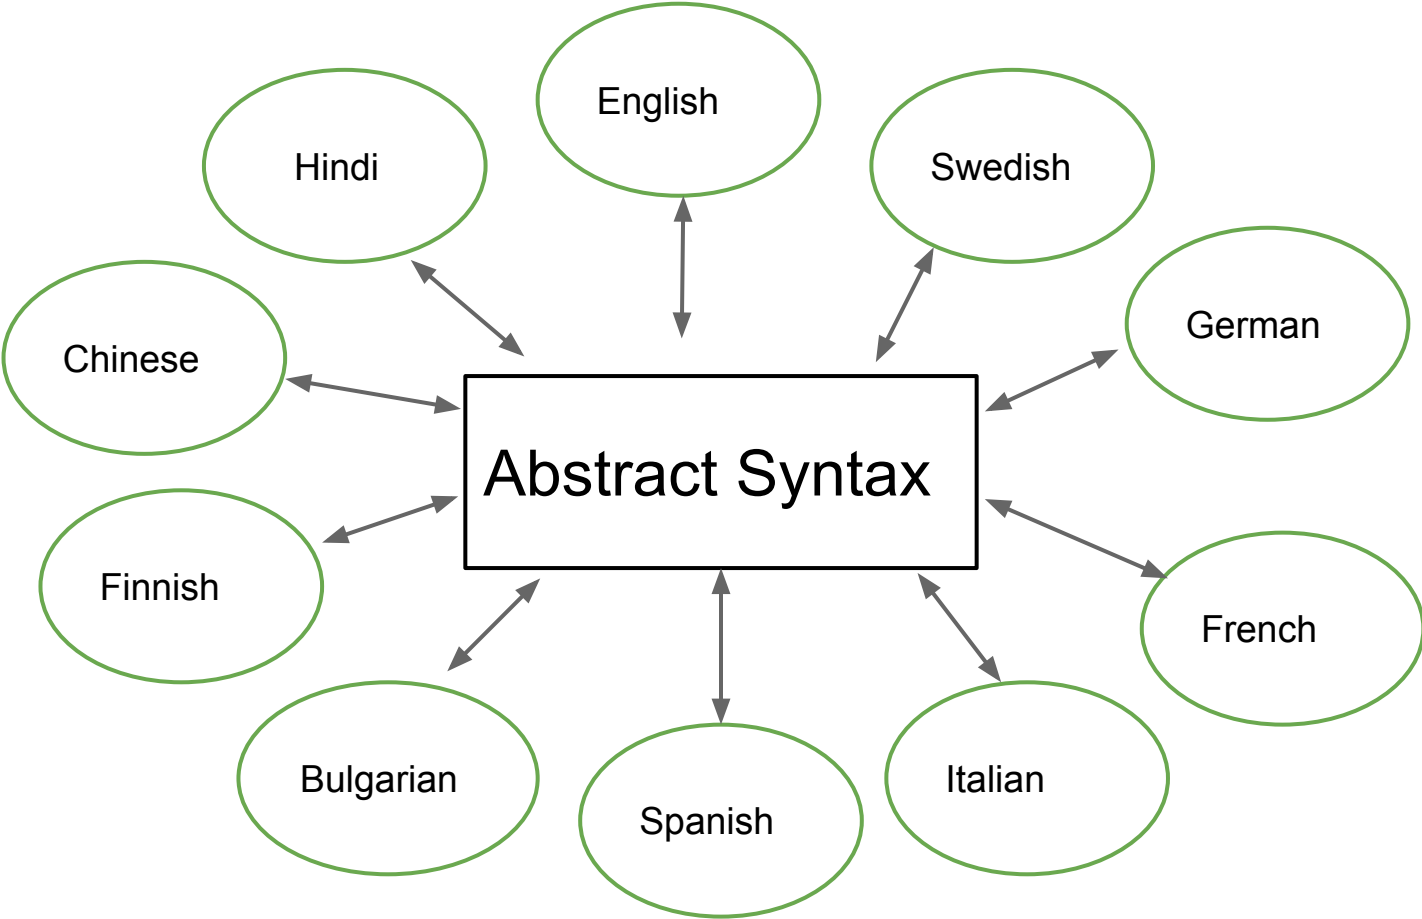 English
Hindi
Swedish
German
Chinese
Abstract Syntax
Finnish
French
Bulgarian
Italian
Spanish